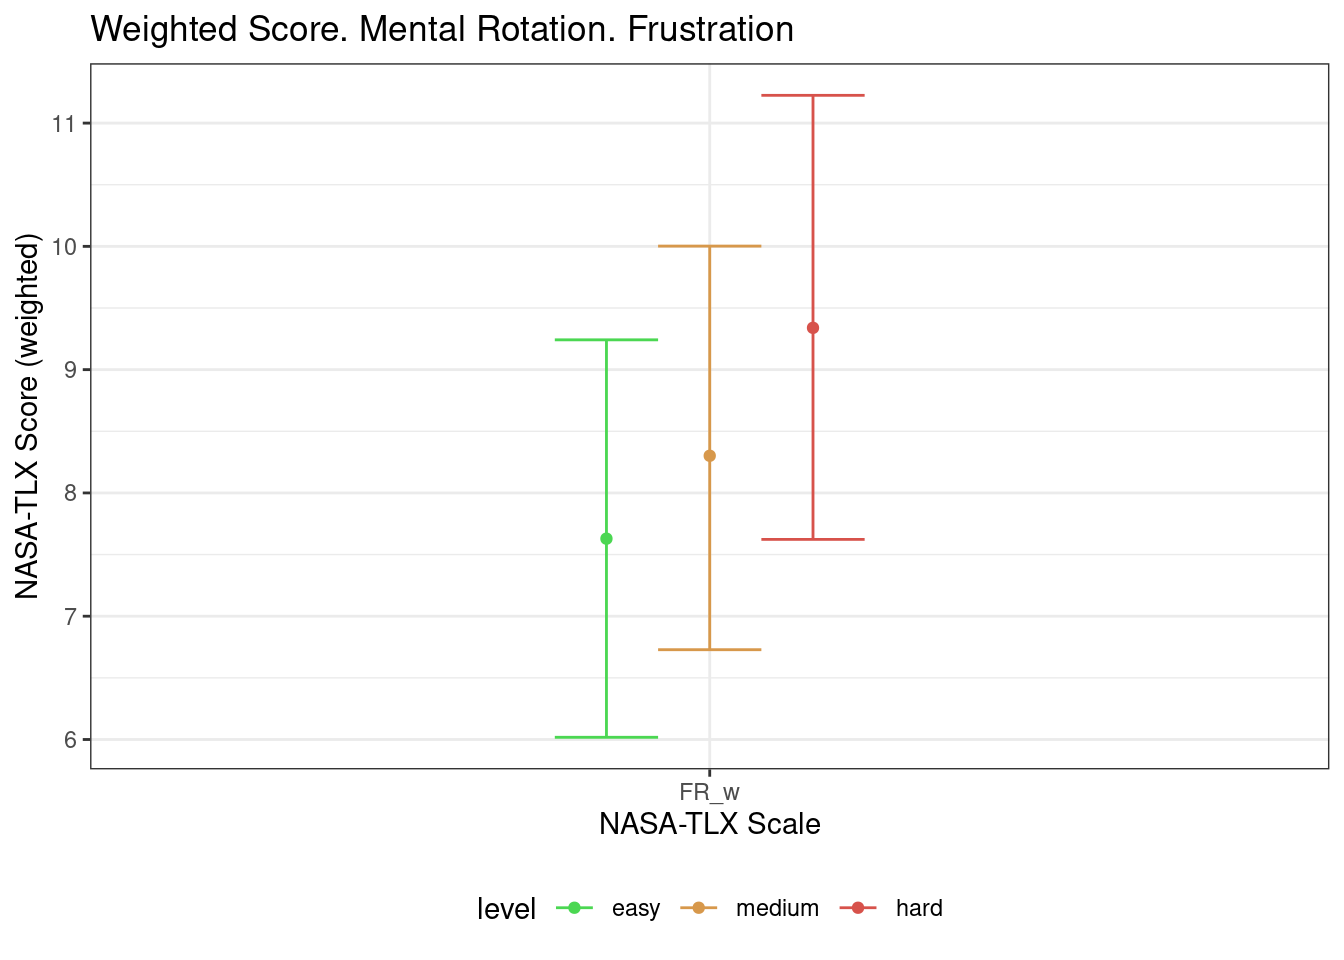 Weighted Score. Mental Rotation. Frustration
NASA-TLX Score (weighted)
11
10
9
8
7
6
FR_w
NASA-TLX Scale
level easy medium hard